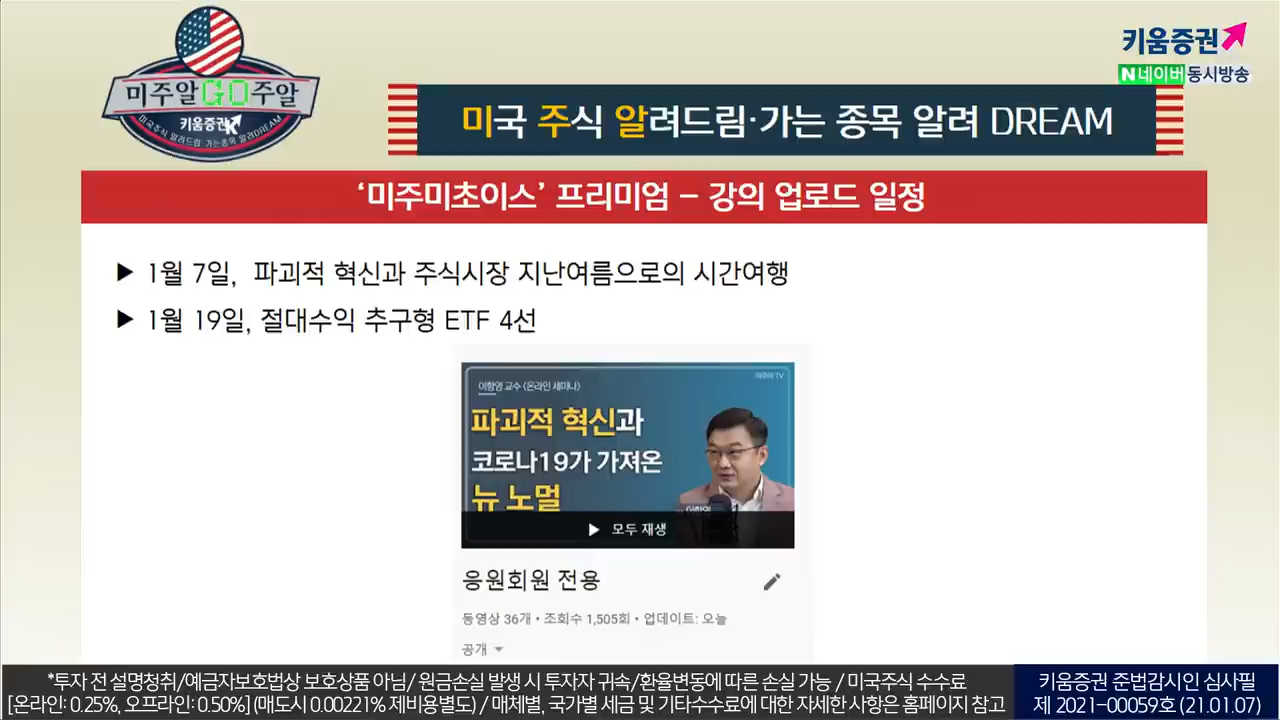 미주알GO주알
키움증권
미국주식 알려드림·가는종목 알려DREAM
미국 주식 알려드림·가는 종목 알려 DREAM
키움증권
N 네이버 동시방송
‘미주미초이스’ 프리미엄 – 강의 업로드 일정
▶ 1월 7일, 파괴적 혁신과 주식시장 지난여름으로의 시간여행
▶ 1월 19일, 절대수익 추구형 ETF 4선
미주미 TV
이항영 교수 <온라인 세미나>
파괴적 혁신과
코로나19가 가져온
뉴 노멀
이항영
▶ 모두 재생
응원회원 전용
동영상 36개 • 조회수 1,505회 • 업데이트: 오늘
공개
*투자 전 설명청취/예금자보호법상 보호상품 아님/ 원금손실 발생 시 투자자 귀속/환율변동에 따른 손실 가능 / 미국주식 수수료
[온라인: 0.25%, 오프라인: 0.50%] (매도시 0.00221% 제비용별도) / 매체별, 국가별 세금 및 기타수수료에 대한 자세한 사항은 홈페이지 참고
키움증권 준법감시인 심사필
제 2021-00059호 (21.01.07)